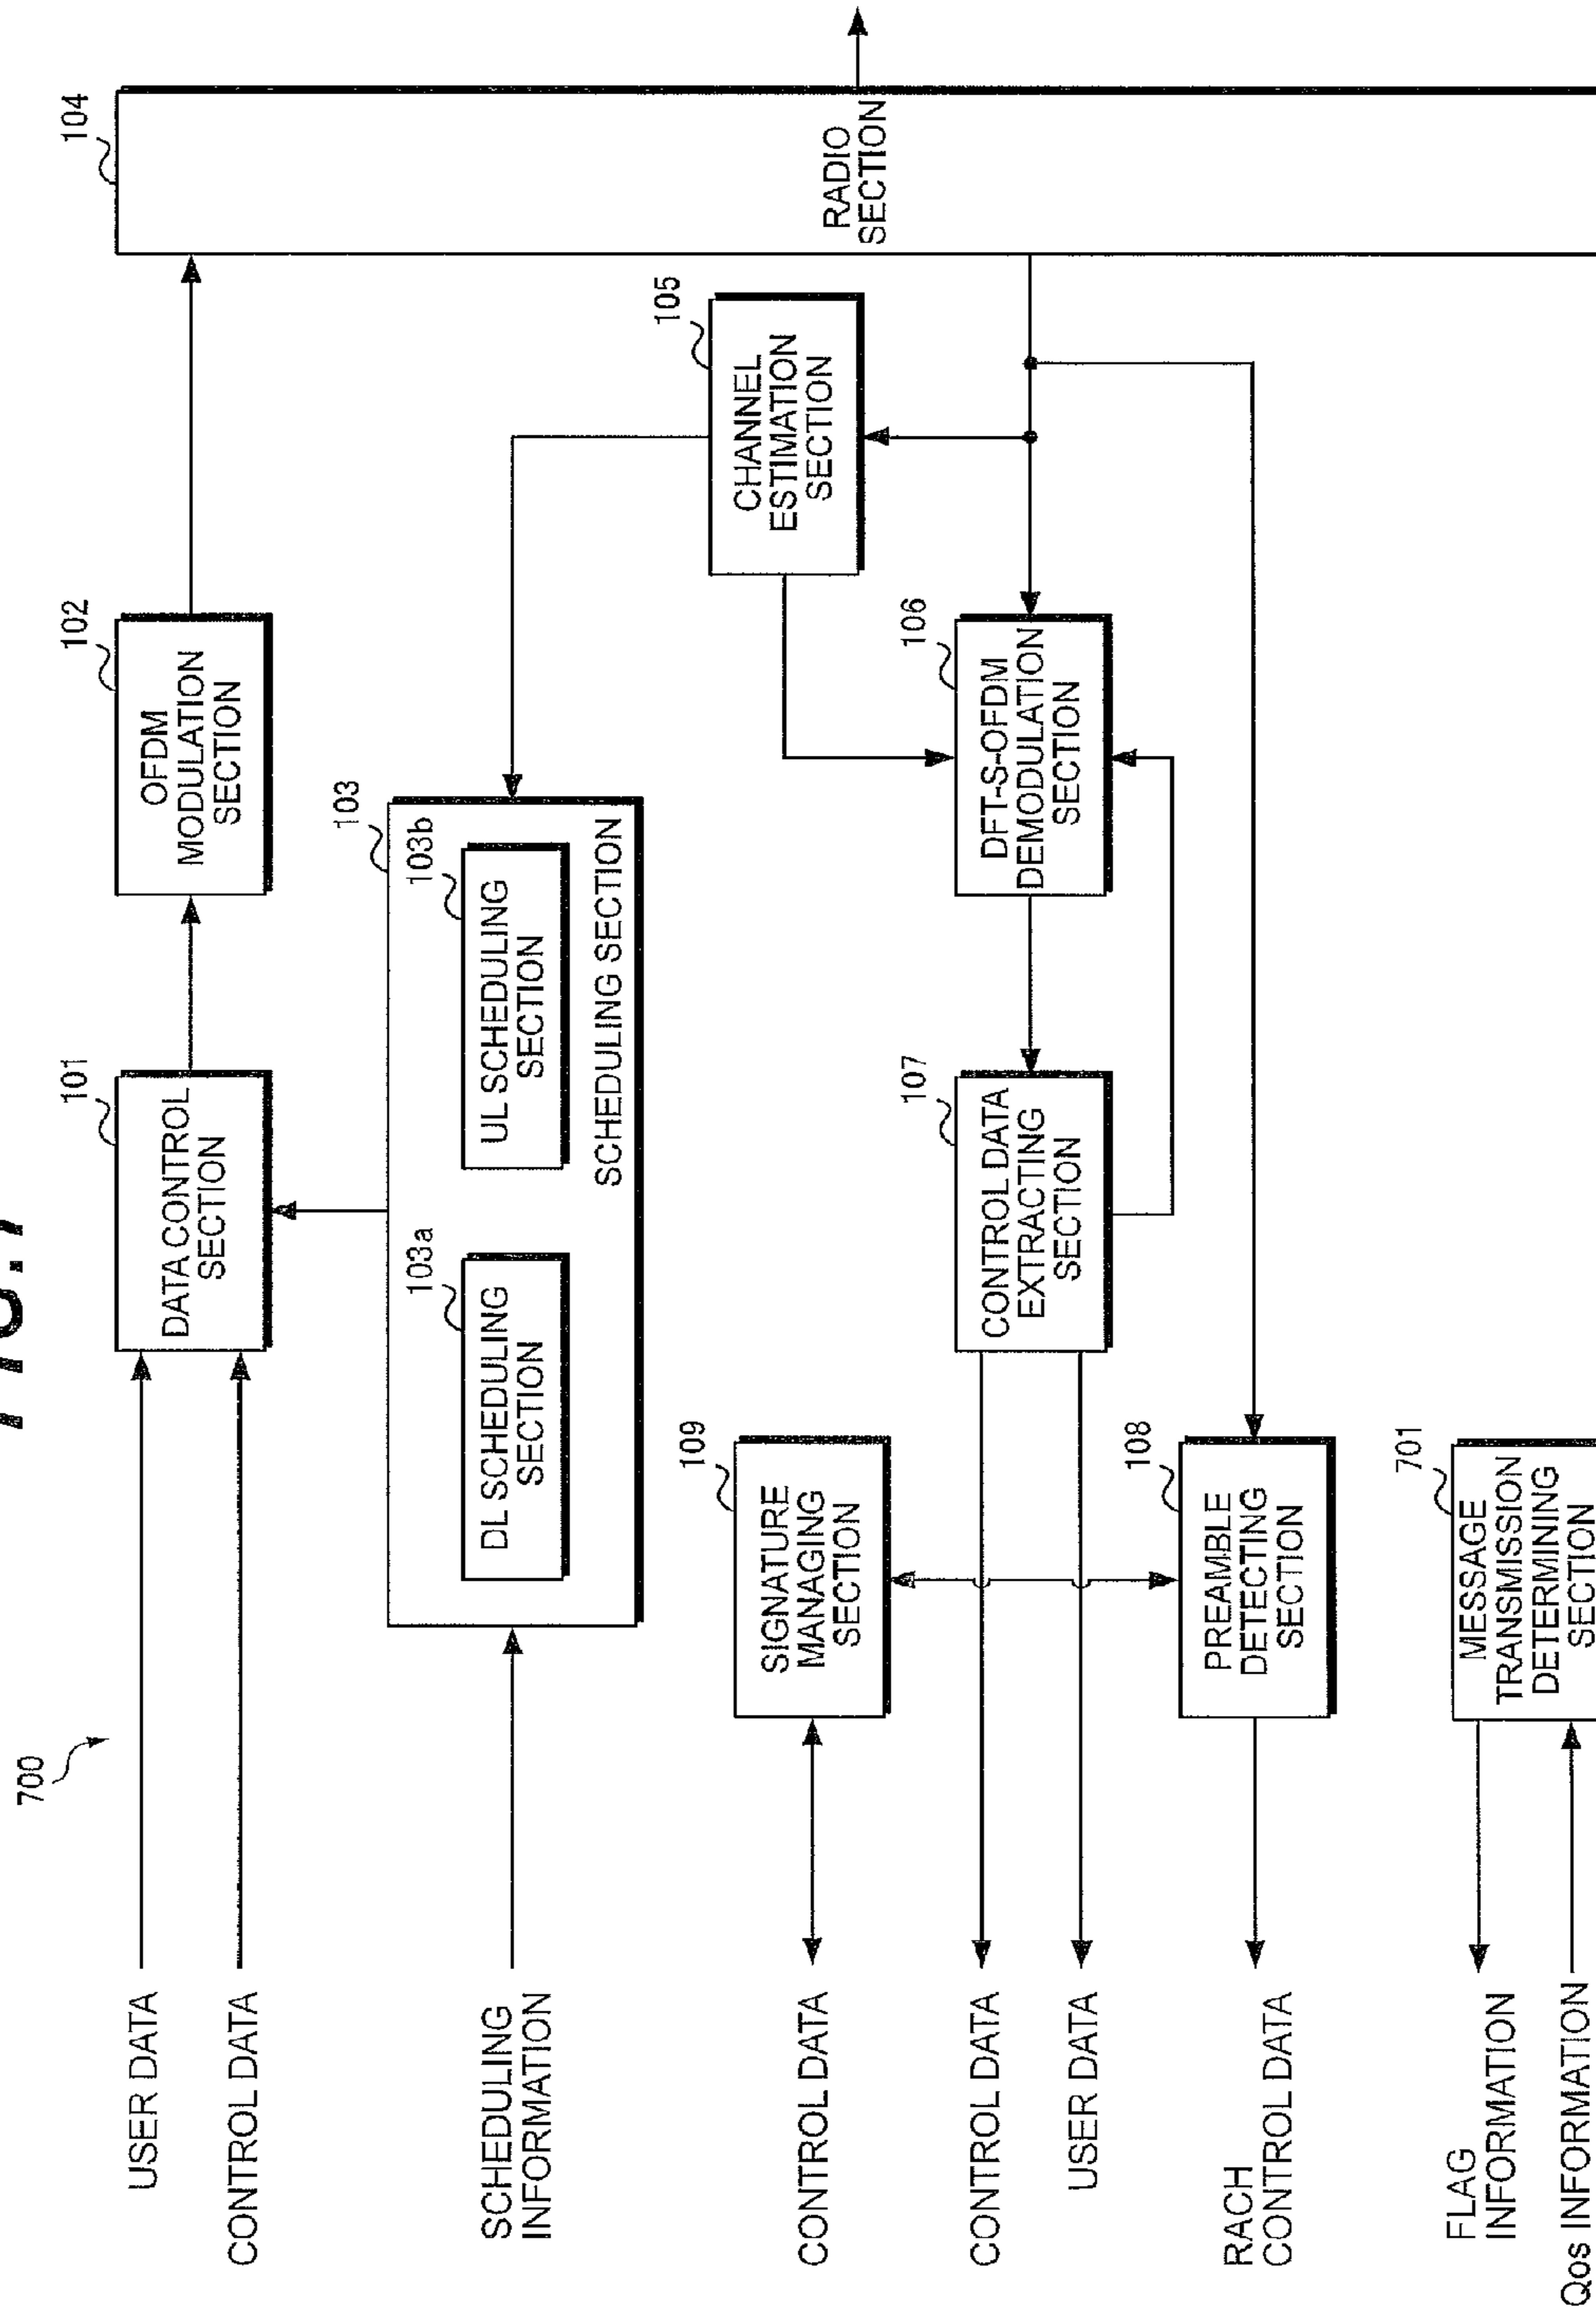 FIG.7
700
USER DATA
CONTROL DATA
101
DATA CONTROL
SECTION
102
OFDM
MODULATION
SECTION
104
RADIO
SECTION
SCHEDULING
INFORMATION
103
103a
DL SCHEDULING
SECTION
103b
UL SCHEDULING
SECTION
SCHEDULING SECTION
105
CHANNEL
ESTIMATION
SECTION
CONTROL DATA
109
SIGNATURE
MANAGING
SECTION
CONTROL DATA
USER DATA
107
CONTROL DATA
EXTRACTING
SECTION
106
DFT-S-OFDM
DEMODULATION
SECTION
RACH
CONTROL DATA
108
PREAMBLE
DETECTING
SECTION
FLAG
INFORMATION
Qos INFORMATION
701
MESSAGE
TRANSMISSION
DETERMINING
SECTION